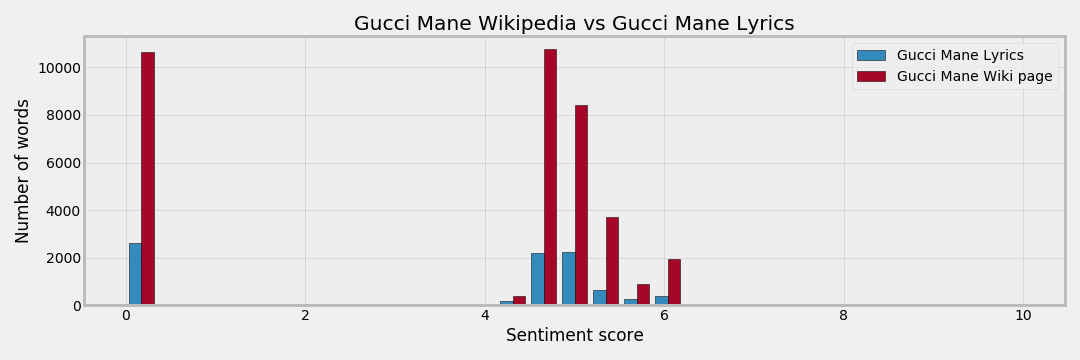 Gucci Mane Wikipedia vs Gucci Mane Lyrics
Gucci Mane Lyrics
Gucci Mane Wiki page
Number of words
10000
8000
6000
4000
2000
0
0 2 4 6 8 10
Sentiment score